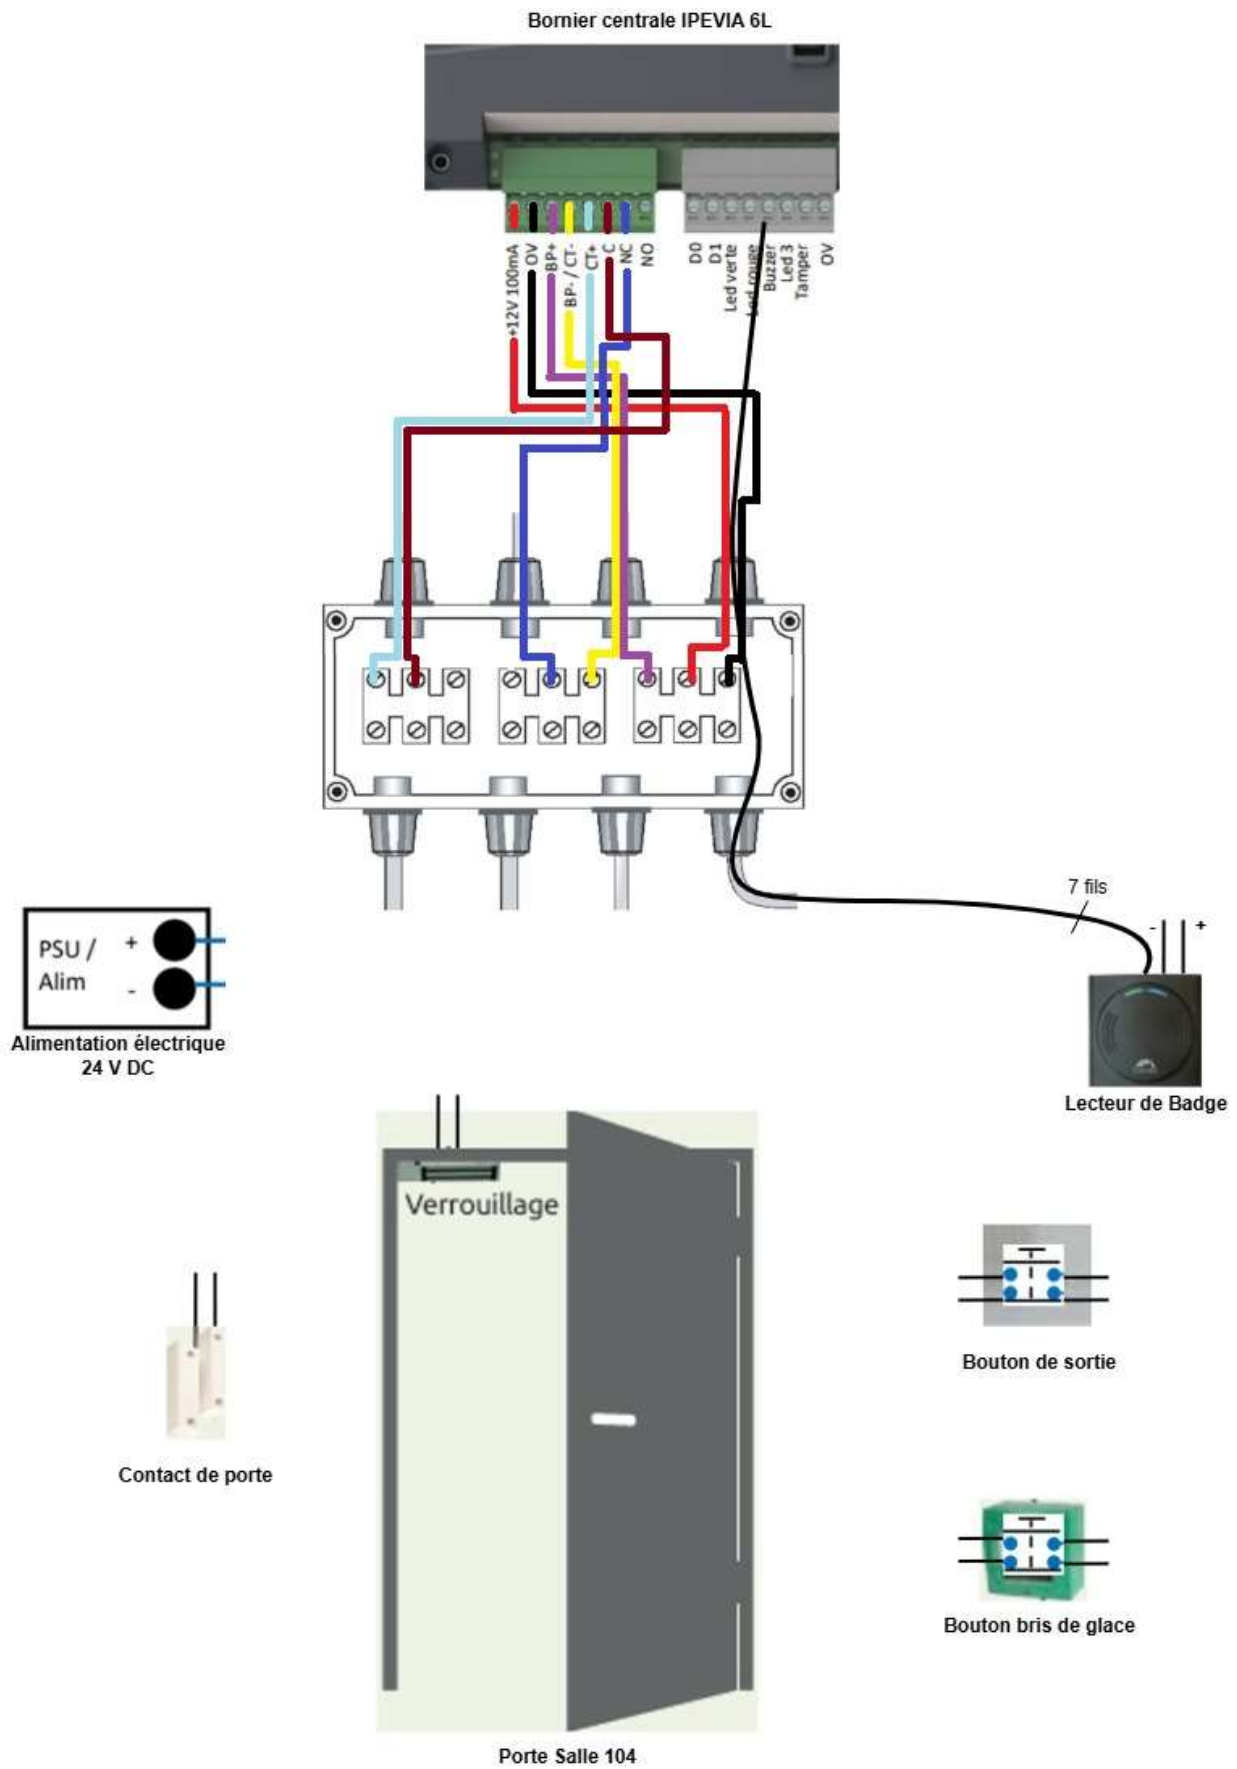 Bornier centrale IPEVIA 6L
+12V 100mA
OV
BP+
BP- / CT-
CT+
C
NC
NO
D0
D1
Led verte
Led rouge
Buzzer
Led 3
Tamper
OV
7 fils
- +
PSU / +
Alim -
Alimentation électrique
24 V DC
Lecteur de Badge
Verrouillage
Bouton de sortie
Contact de porte
Bouton bris de glace
Porte Salle 104